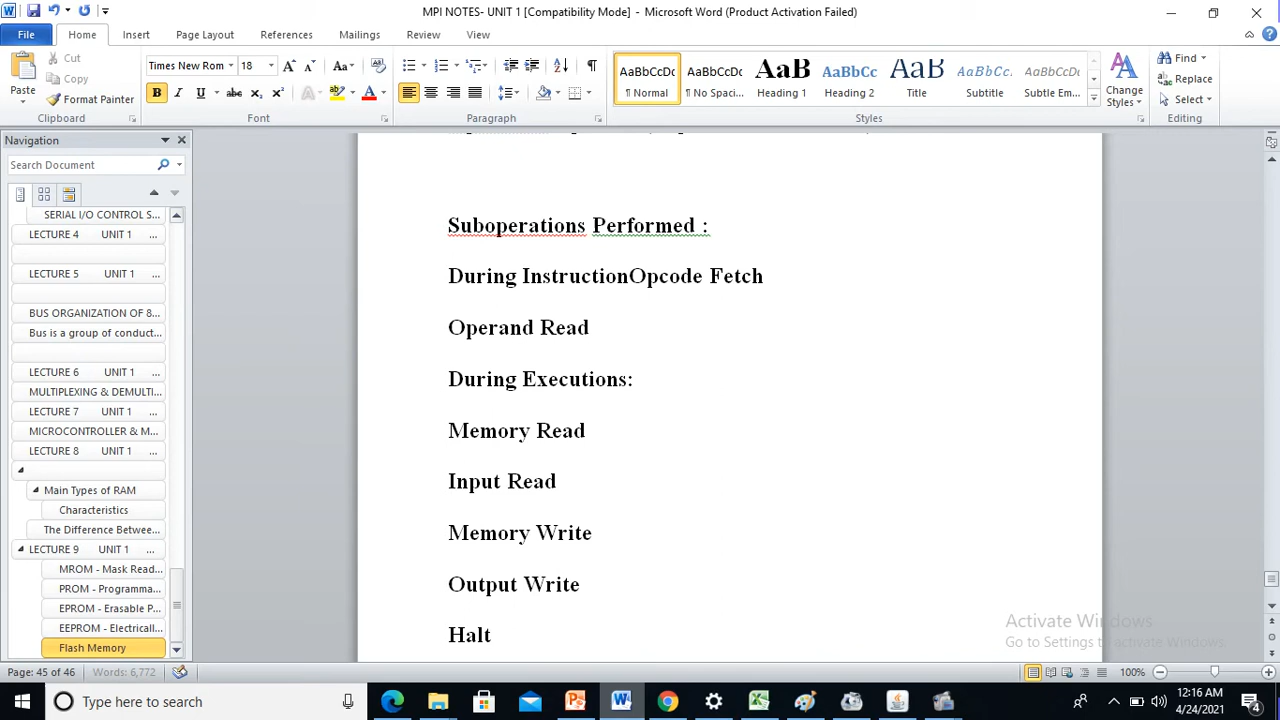 MPI NOTES- UNIT 1 [Compatibility Mode] - Microsoft Word (Product Activation Failed)
File Home Insert Page Layout References Mailings Review View
Paste
Cut
Copy
Format Painter
Clipboard
Times New Rom 18
Font
Paragraph
AaBbCcDc AaBbCcDc AaB AaBbCc AaB AaBbCcL AaBbCcDc
¶ Normal ¶ No Spaci... Heading 1 Heading 2 Title Subtitle Subtle Em...
Change Styles
Styles
Find
Replace
Select
Editing
Navigation
Search Document
SERIAL I/O CONTROL S...
LECTURE 4 UNIT 1 ...
LECTURE 5 UNIT 1 ...
BUS ORGANIZATION OF 8...
Bus is a group of conduct...
LECTURE 6 UNIT 1 ...
MULTIPLEXING & DEMULTI...
LECTURE 7 UNIT 1 ...
MICROCONTROLLER & M...
LECTURE 8 UNIT 1 ...
Main Types of RAM
Characteristics
The Difference Betwee...
LECTURE 9 UNIT 1 ...
MROM - Mask Read...
PROM - Programma...
EPROM - Erasable P...
EEPROM - Electricall...
Flash Memory
Suboperations Performed :
During InstructionOpcode Fetch
Operand Read
During Executions:
Memory Read
Input Read
Memory Write
Output Write
Halt
Activate Windows
Go to Settings to activate Windows.
Page: 45 of 46 Words: 6,772 100%
Type here to search
12:16 AM
4/24/2021
4